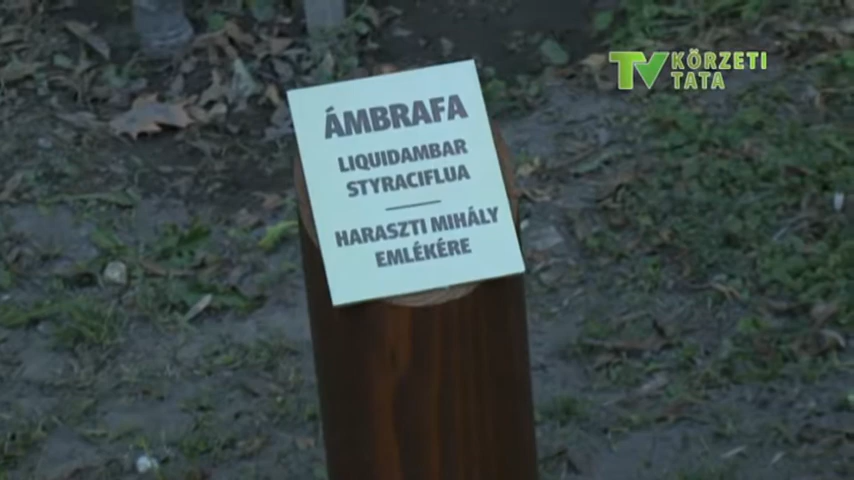 TV KÖRZETI
TATA
ÁMBRAFA
LIQUIDAMBAR
STYRACIFLUA
HARASZTI MIHÁLY
EMLÉKÉRE